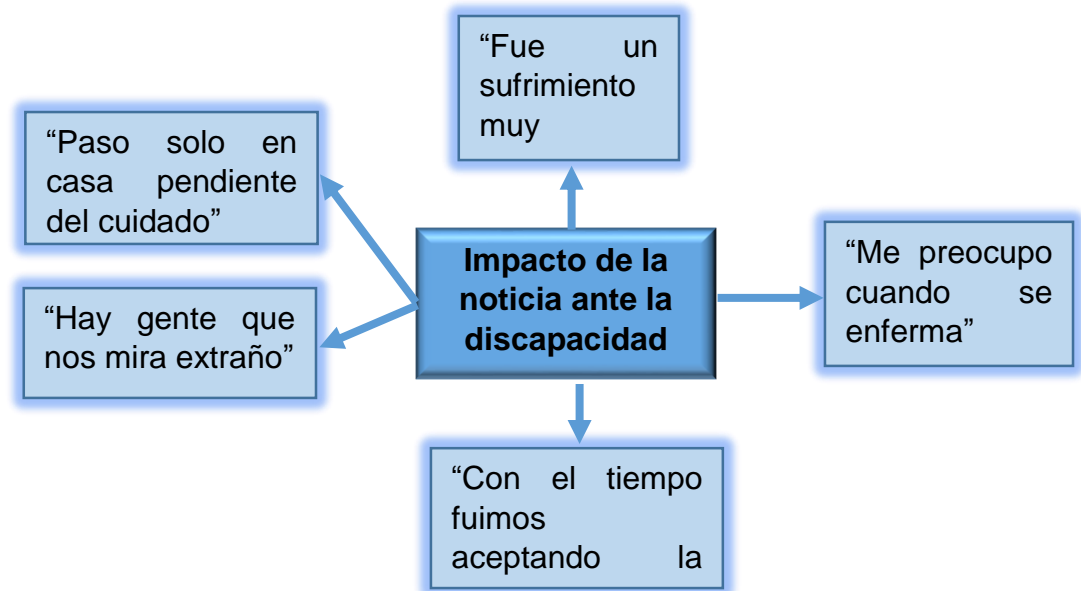 “Fue un
sufrimiento
muy
“Paso solo en
casa pendiente
del cuidado”
“Hay gente que
nos mira extraño”
Impacto de la
noticia ante la
discapacidad
“Me preocupo
cuando se
enferma”
“Con el tiempo
fuimos
aceptando la